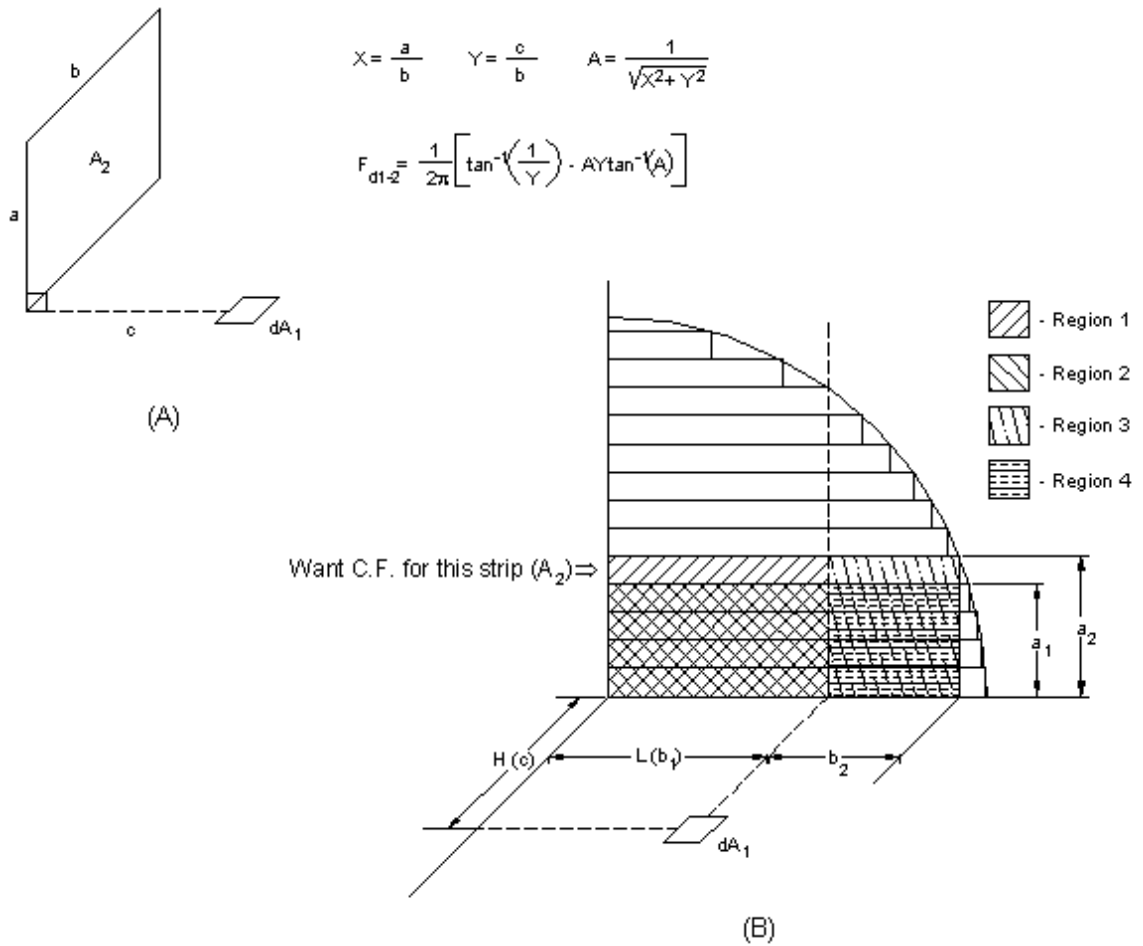 b
A₂
a
c
dA₁
(A)
X = a/b  Y = c/b  A = 1/√(X² + Y²)
F_d1-2 = 1/2π [tan⁻¹(1/Y) - AYtan⁻¹(A)]
- Region 1
- Region 2
- Region 3
- Region 4
Want C.F. for this strip (A₂)⇒
a₁
a₂
H (c)
L (b₁)
b₂
dA₁
(B)